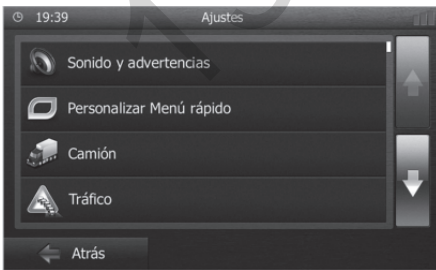 19:39 Ajustes
Sonido y advertencias
Personalizar Menú rápido
Camión
Tráfico
Atrás